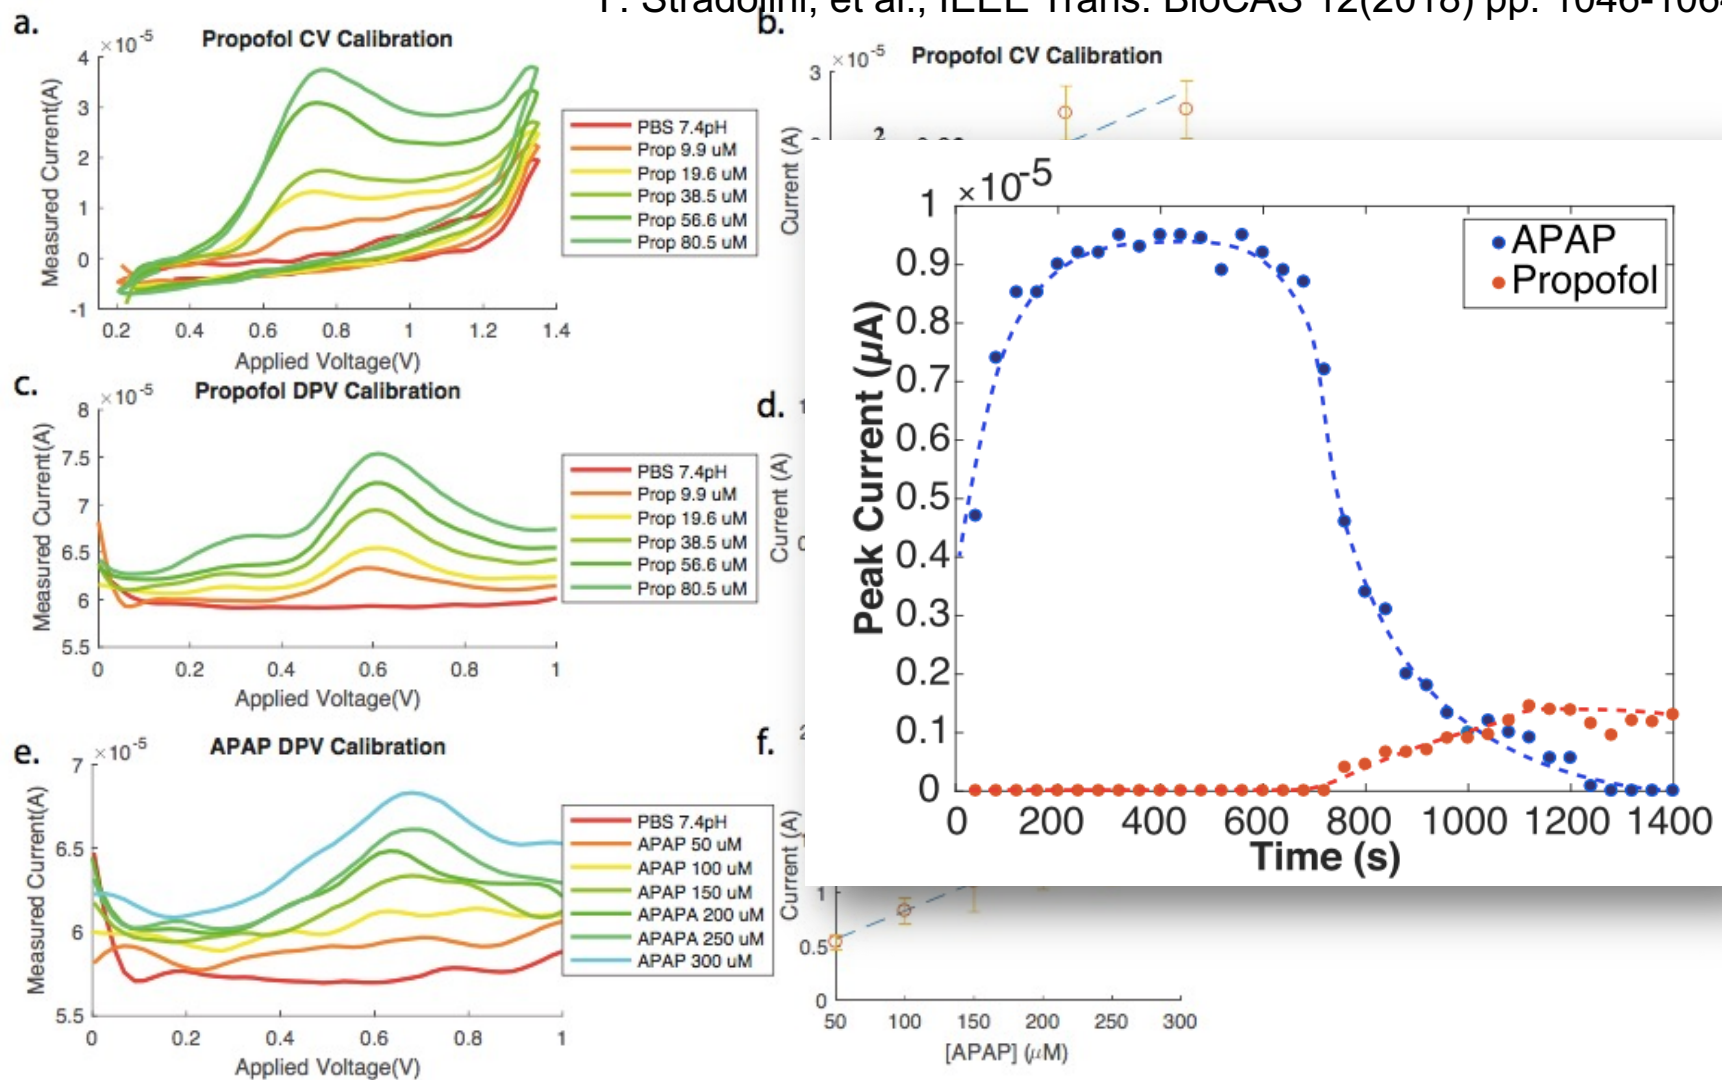 F. Stradolini, et al., IEEE Trans. BioCAS 12(2018) pp. 1046-1064
a.
×10⁻⁵
Propofol CV Calibration
Measured Current(A)
4
3
2
1
0
-1
0.2 0.4 0.6 0.8 1 1.2 1.4
Applied Voltage(V)
PBS 7.4pH
Prop 9.9 uM
Prop 19.6 uM
Prop 38.5 uM
Prop 56.6 uM
Prop 80.5 uM
b.
×10⁻⁵
Propofol CV Calibration
3
2
Current (A)
c.
×10⁻⁵
Propofol DPV Calibration
Measured Current(A)
8
7.5
7
6.5
6
5.5
0 0.2 0.4 0.6 0.8 1
Applied Voltage(V)
PBS 7.4pH
Prop 9.9 uM
Prop 19.6 uM
Prop 38.5 uM
Prop 56.6 uM
Prop 80.5 uM
d.
Current (A)
e.
×10⁻⁵
APAP DPV Calibration
Measured Current(A)
7
6.5
6
5.5
0 0.2 0.4 0.6 0.8 1
Applied Voltage(V)
PBS 7.4pH
APAP 50 uM
APAP 100 uM
APAP 150 uM
APAPA 200 uM
APAPA 250 uM
APAP 300 uM
f.
Current (A)
1
0.5
0
50 100 150 200 250 300
[APAP] (μM)
×10⁻⁵
Peak Current (μA)
1
0.9
0.8
0.7
0.6
0.5
0.4
0.3
0.2
0.1
0
0 200 400 600 800 1000 1200 1400
Time (s)
APAP
Propofol